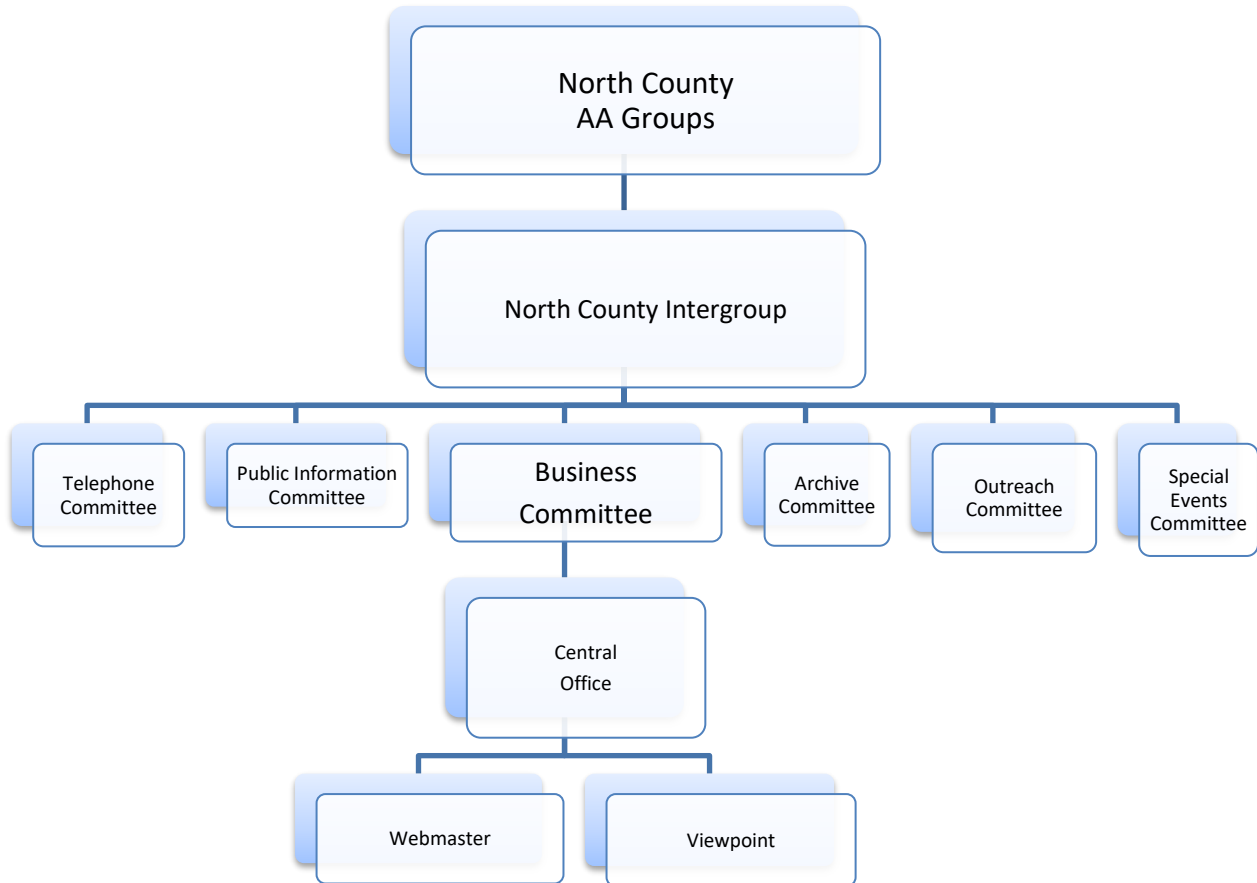 North County
AA Groups
North County Intergroup
Telephone
Committee
Public Information
Committee
Business
Committee
Archive
Committee
Outreach
Committee
Special
Events
Committee
Central
Office
Webmaster
Viewpoint